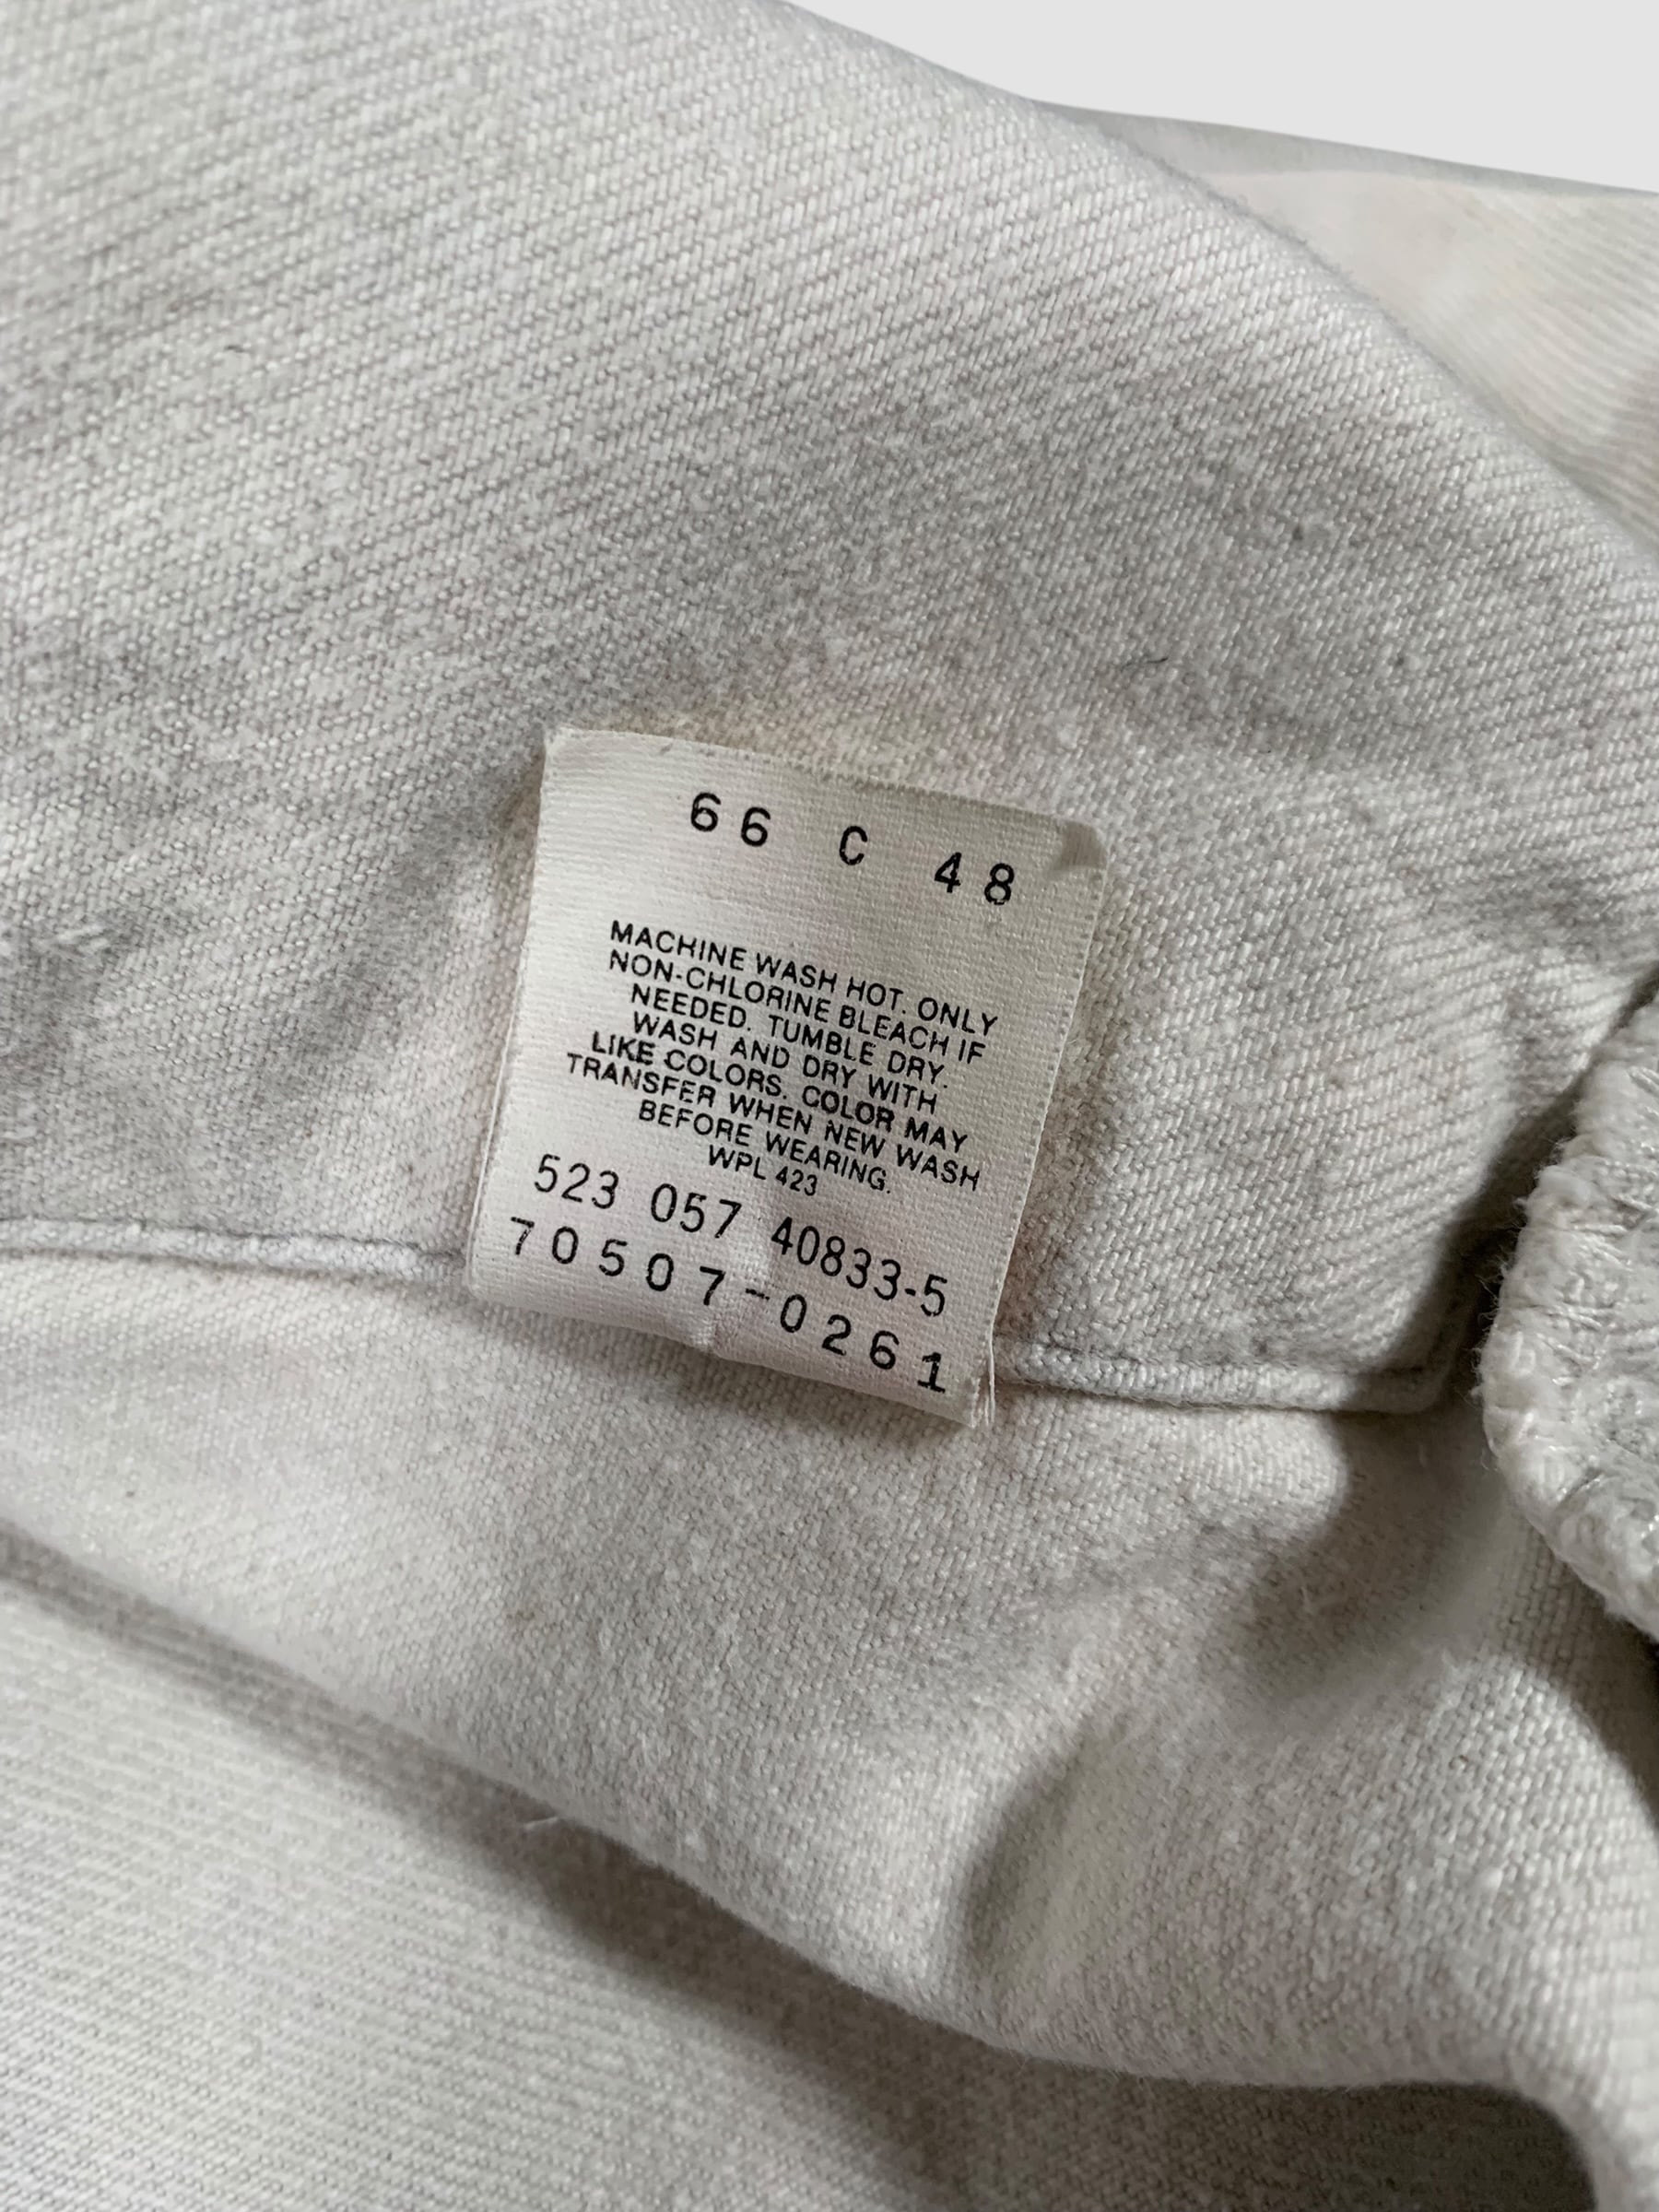 66 C 48
MACHINE WASH HOT. ONLY
NON-CHLORINE BLEACH IF
NEEDED. TUMBLE DRY.
WASH AND DRY WITH
LIKE COLORS. COLOR MAY
TRANSFER WHEN NEW WASH
BEFORE WEARING.
WPL 423
523 057 40833-5
70507-0261